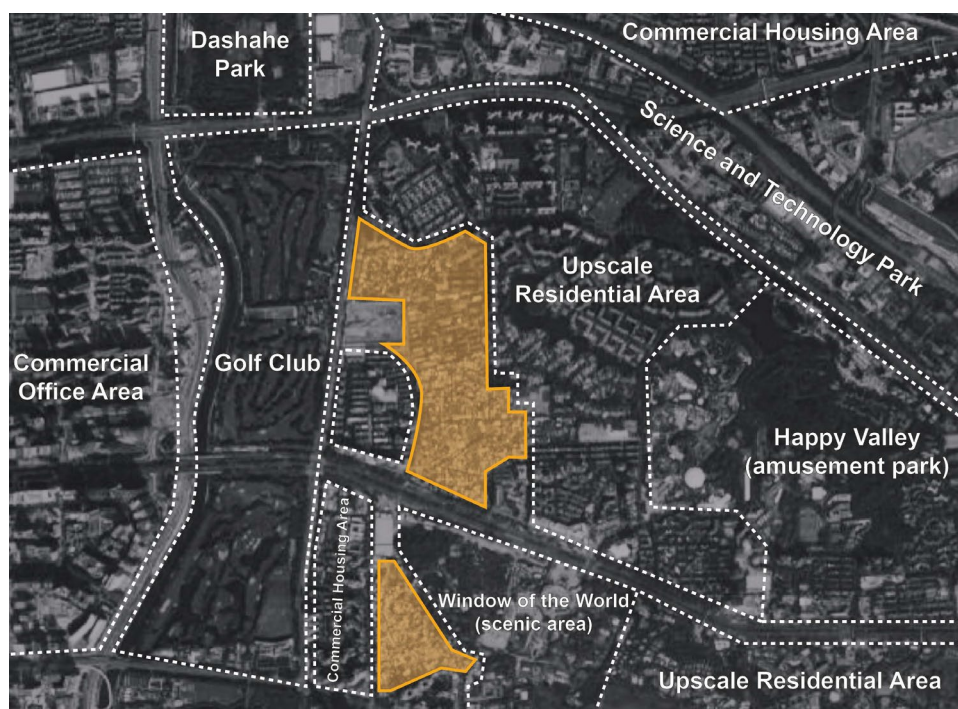 Dashahe
Park
Commercial Housing Area
Science and Technology Park
Upscale
Residential Area
Commercial
Office Area
Golf Club
Happy Valley
(amusement park)
Commercial Housing Area
Window of the World
(scenic area)
Upscale Residential Area